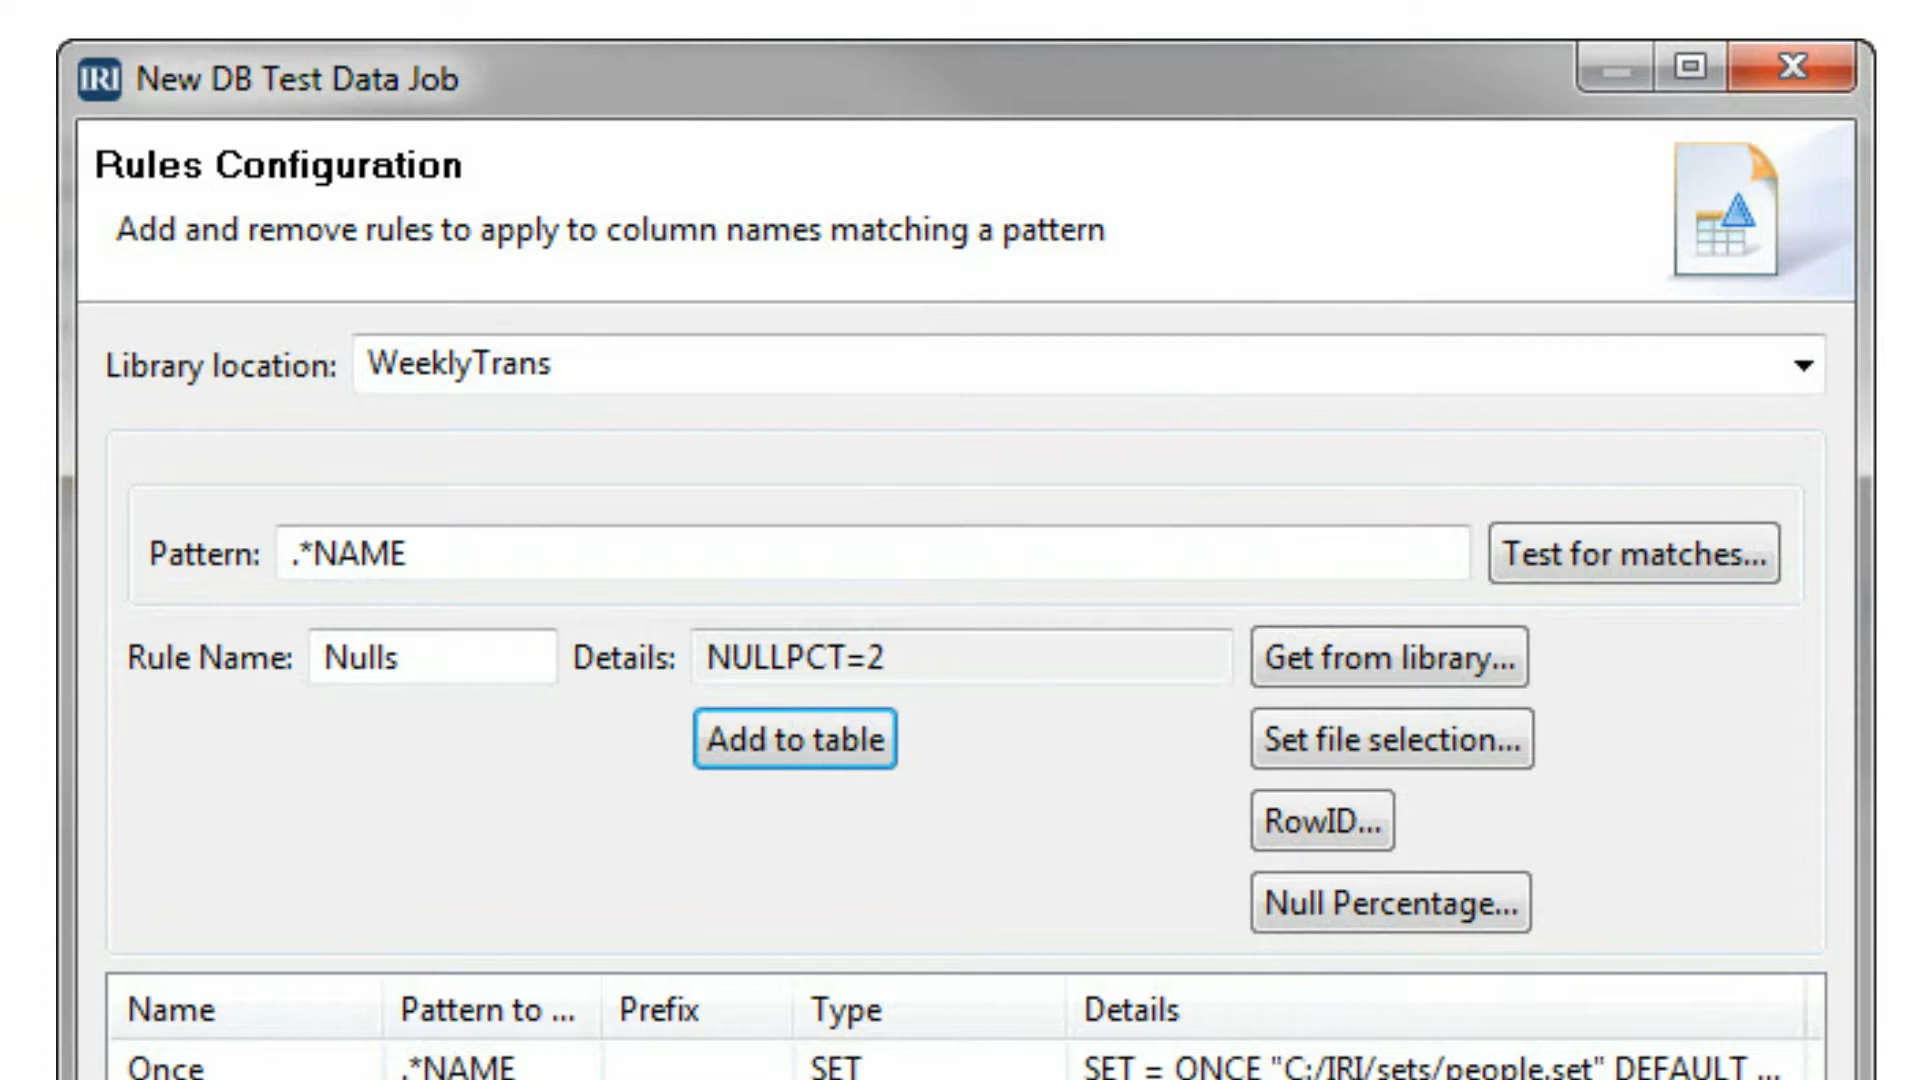 IRI New DB Test Data Job
Rules Configuration
Add and remove rules to apply to column names matching a pattern
Library location: WeeklyTrans
Pattern: .*NAME Test for matches...
Rule Name: Nulls Details: NULLPCT=2 Get from library...
Add to table Set file selection...
RowID...
Null Percentage...
Name Pattern to ... Prefix Type Details
Once .*NAME SET SET = ONCE "C:/IRI/sets/people.set" DEFAULT ...